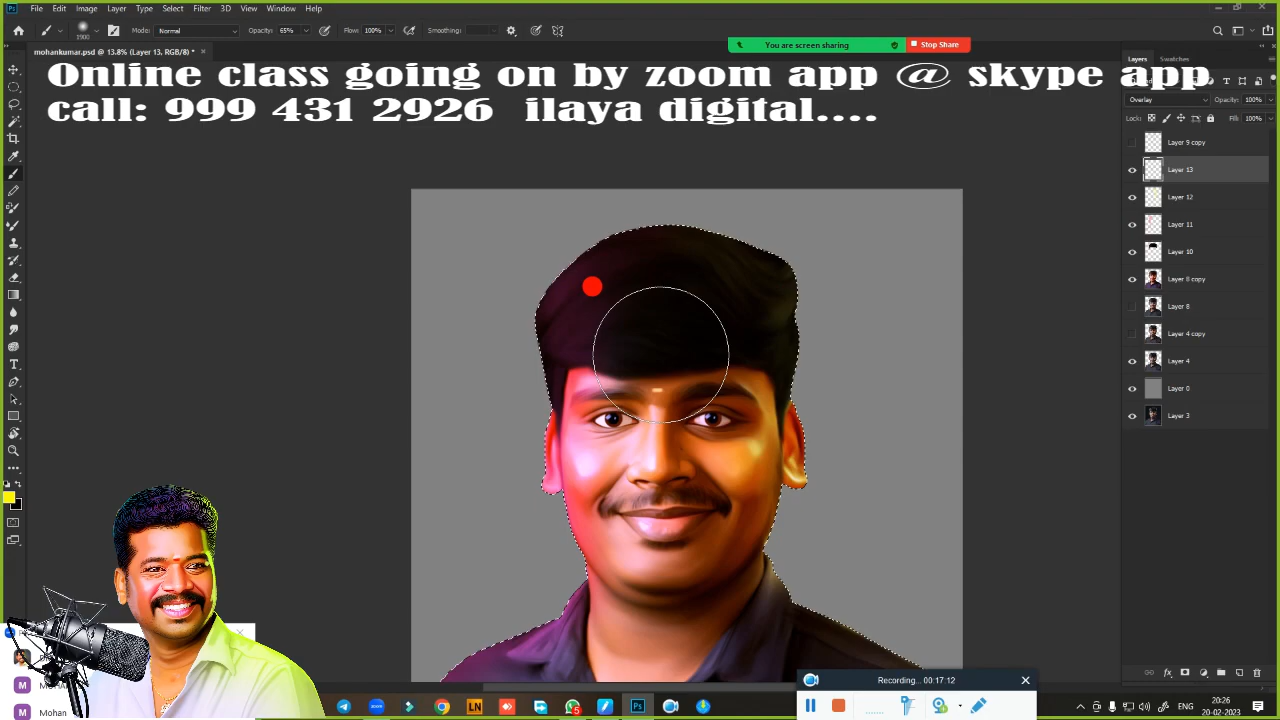 File Edit Image Layer Type Select Filter 3D View Window Help
Mode: Normal Opacity: 65% Flow: 100% Smoothing:
mohankumar.psd @ 13.8% (Layer 13, RGB/8) *
You are screen sharing Stop Share
Layers Swatches
Online class going on by zoom app @ skype app
call: 999 431 2926 ilaya digital....
Overlay Opacity: 100%
Lock: Fill: 100%
Layer 9 copy
Layer 13
Layer 12
Layer 11
Layer 10
Layer 8 copy
Layer 8
Layer 4 copy
Layer 4
Layer 0
Layer 3
M
M Mohan
Recording... 00:17:12
LN
Ps
ENG
20:26
20-02-2023